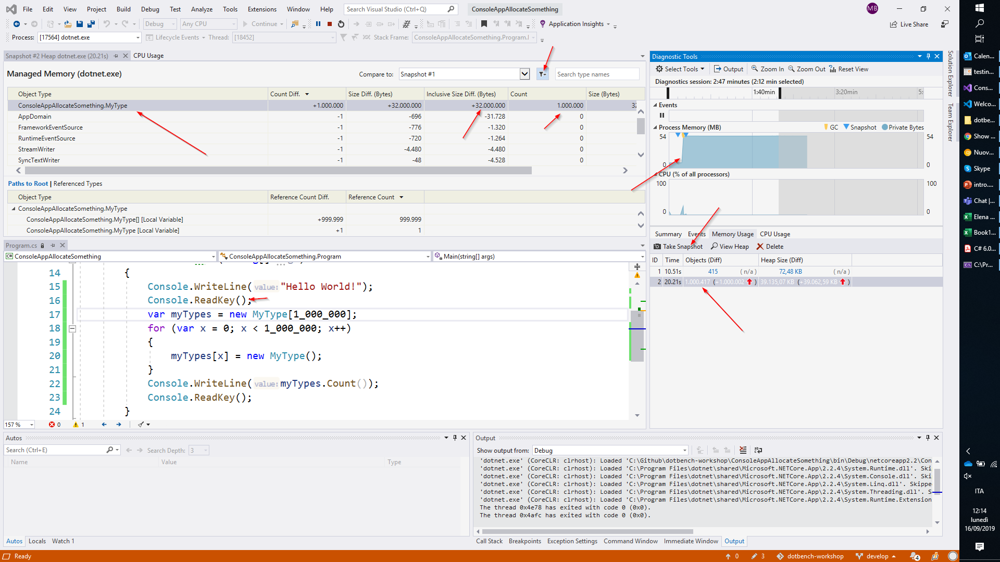 File Edit View Project Build Debug Test Analyze Tools Extensions Window Help Search Visual Studio (Ctrl+Q) ConsoleAppAllocateSomething MB
Debug Any CPU Continue Application Insights Live Share
Process: [17564] dotnet.exe Lifecycle Events Thread: [18452] Stack Frame: ConsoleAppAllocateSomething.Program.
Snapshot #2 Heap dotnet.exe (20.21s) CPU Usage
Managed Memory (dotnet.exe) Compare to: Snapshot #1 Search type names
Object Type Count Diff. Size Diff. (Bytes) Inclusive Size Diff. (Bytes) Count Size (Bytes)
ConsoleAppAllocateSomething.MyType +1.000.000 +32.000.000 +32.000.000 1.000.000 32
AppDomain -1 -696 -31.728 0
FrameworkEventSource -1 -776 -1.320 0
RuntimeEventSource -1 -720 -1.264 0
StreamWriter -1 -4.480 -4.480 0
SyncTextWriter -1 -48 -4.528 0
Paths to Root | Referenced Types
Object Type Reference Count Diff. Reference Count
ConsoleAppAllocateSomething.MyType
ConsoleAppAllocateSomething.MyType[] [Local Variable] +999.999 999.999
ConsoleAppAllocateSomething.MyType [Local Variable] +1 1
Program.cs
C# ConsoleAppAllocateSomething ConsoleAppAllocateSomething.Program Main(string[] args)
14 {
15 Console.WriteLine(value:"Hello World!");
16 Console.ReadKey();
17 var myTypes = new MyType[1_000_000];
18 for (var x = 0; x < 1_000_000; x++)
19 {
20 myTypes[x] = new MyType();
21 }
22 Console.WriteLine(value:myTypes.Count());
23 Console.ReadKey();
24 }
157 % 0 1
Autos
Search (Ctrl+E) Search Depth: 3
Name Value Type
Autos Locals Watch 1
Diagnostic Tools
Select Tools Output Zoom In Zoom Out Reset View
Diagnostics session: 2:47 minutes (2:12 min selected)
1:40min 3:20min 5:
Events
Process Memory (MB) GC Snapshot Private Bytes
54 54
0 0
CPU (% of all processors)
100 100
0 0
Summary Events Memory Usage CPU Usage
Take Snapshot View Heap Delete
ID Time Objects (Diff) Heap Size (Diff)
1 10.51s 415 (n/a) 72,48 KB (n/a)
2 20.21s 1.000.417 (+1.000.002 ) 39.135,07 KB (+39.062,59 KB )
Solution Explorer
Team Explorer
Output
Show output from: Debug
'dotnet.exe' (CoreCLR: clrhost): Loaded 'C:\Github\dotbench-workshop\ConsoleAppAllocateSomething\bin\Debug\netcoreapp2.2\Con
'dotnet.exe' (CoreCLR: clrhost): Loaded 'C:\Program Files\dotnet\shared\Microsoft.NETCore.App\2.2.4\System.Runtime.dll'. Ski
'dotnet.exe' (CoreCLR: clrhost): Loaded 'C:\Program Files\dotnet\shared\Microsoft.NETCore.App\2.2.4\System.Console.dll'. Ski
'dotnet.exe' (CoreCLR: clrhost): Loaded 'C:\Program Files\dotnet\shared\Microsoft.NETCore.App\2.2.4\System.Linq.dll'. Skippe
'dotnet.exe' (CoreCLR: clrhost): Loaded 'C:\Program Files\dotnet\shared\Microsoft.NETCore.App\2.2.4\System.Threading.dll'. S
'dotnet.exe' (CoreCLR: clrhost): Loaded 'C:\Program Files\dotnet\shared\Microsoft.NETCore.App\2.2.4\System.Runtime.Extension
The thread 0x4e78 has exited with code 0 (0x0).
The thread 0x4afc has exited with code 0 (0x0).
Call Stack Breakpoints Exception Settings Command Window Immediate Window Output
Ready 0 3 dotbench-workshop develop 4
Calen...
testin...
Cons...
Welco...
dotbe...
Show ...
Nuov...
Skype
intro....
Chat |...
Elena ...
Book1...
C# 6.0...
C:\Pr...
ITA
12:14
lunedì
16/09/2019